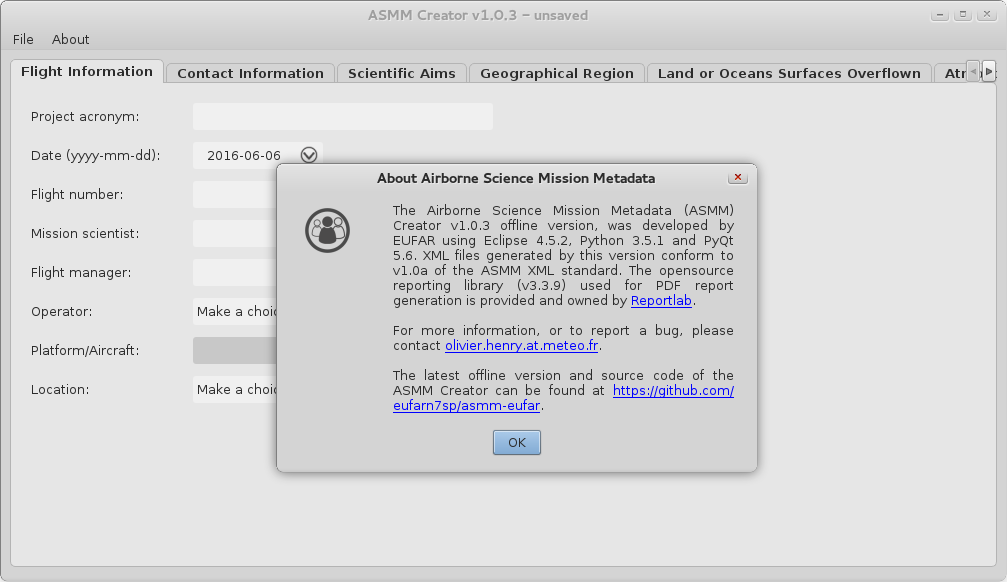 ASMM Creator v1.0.3 – unsaved
File About
Flight Information Contact Information Scientific Aims Geographical Region Land or Oceans Surfaces Overflown
Project acronym:
Date (yyyy-mm-dd): 2016-06-06
Flight number:
Mission scientist:
Flight manager:
Operator: Make a
Platform/Aircraft:
Location: Make a
About Airborne Science Mission Metadata
The Airborne Science Mission Metadata (ASMM)
Creator v1.0.3 offline version, was developed by
EUFAR using Eclipse 4.5.2, Python 3.5.1 and PyQt
5.6. XML files generated by this version conform to
v1.0a of the ASMM XML standard. The opensource
reporting library (v3.3.9) used for PDF report
generation is provided and owned by Reportlab.
For more information, or to report a bug, please
contact olivier.henry.at.meteo.fr.
The latest offline version and source code of the
ASMM Creator can be found at https://github.com/
eufarn7sp/asmm-eufar.
OK